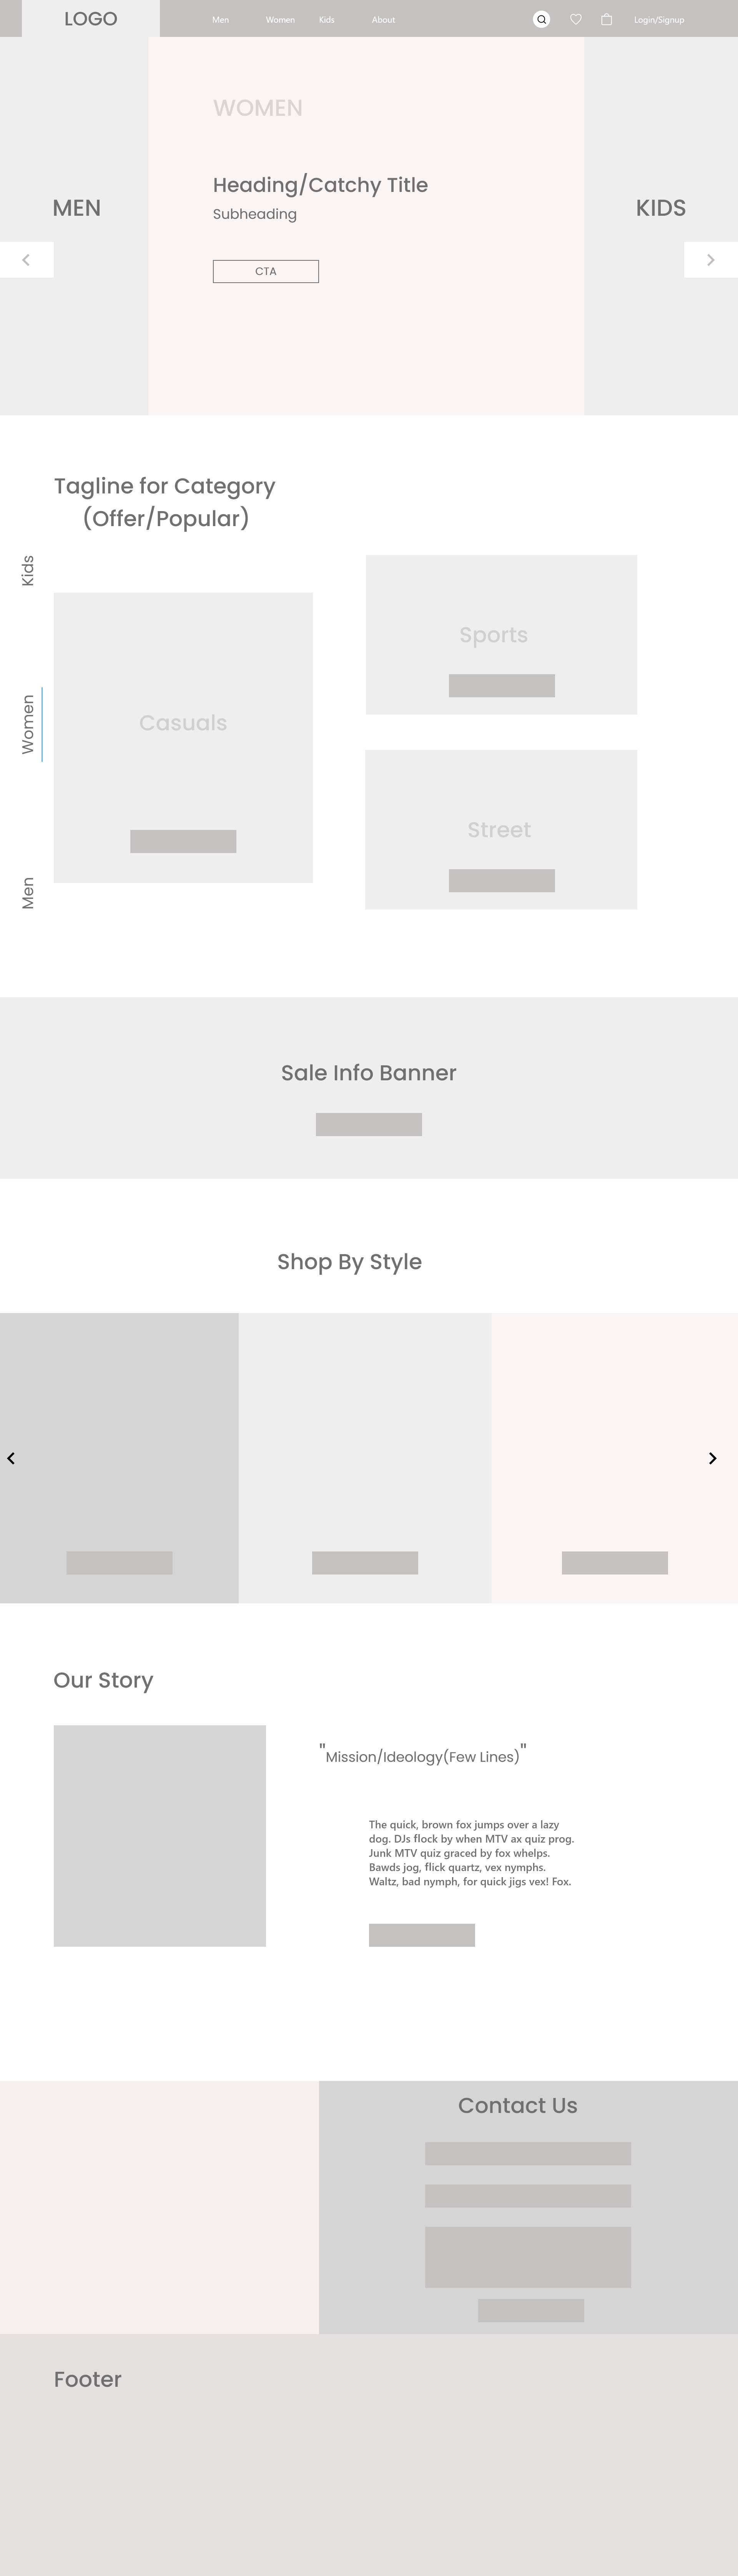 LOGO
Men
Women
Kids
About
Login/Signup
WOMEN
Heading/Catchy Title
Subheading
CTA
MEN
KIDS
Tagline for Category
(Offer/Popular)
Kids
Women
Men
Casuals
Sports
Street
Sale Info Banner
Shop By Style
Our Story
"Mission/Ideology(Few Lines)"
The quick, brown fox jumps over a lazy
dog. DJs flock by when MTV ax quiz prog.
Junk MTV quiz graced by fox whelps.
Bawds jog, flick quartz, vex nymphs.
Waltz, bad nymph, for quick jigs vex! Fox.
Contact Us
Footer